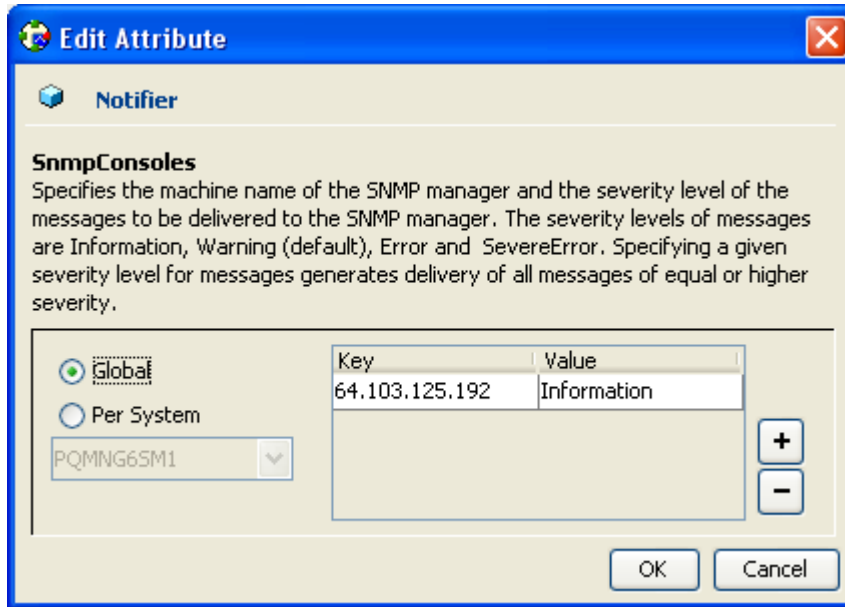 Edit Attribute
Notifier
SnmpConsoles
Specifies the machine name of the SNMP manager and the severity level of the
messages to be delivered to the SNMP manager. The severity levels of messages
are Information, Warning (default), Error and  SevereError. Specifying a given
severity level for messages generates delivery of all messages of equal or higher
severity.
Global
Per System
PQMNG6SM1
Key Value
64.103.125.192 Information
+
-
OK Cancel